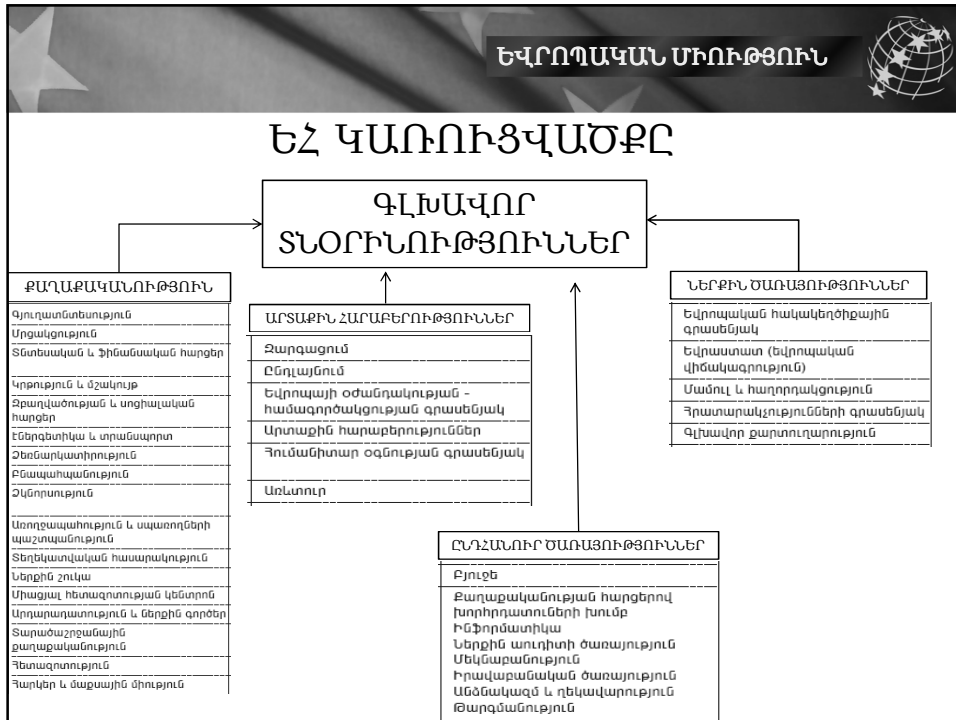 ԵՎՐՈՊԱԿԱՆ ՄԻՈՒԹՅՈՒՆ
ԵՀ ԿԱՌՈՒՑՎԱԾՔԸ
ԳԼԽԱՎՈՐ
ՏՆՕՐԻՆՈՒԹՅՈՒՆՆԵՐ
ՔԱՂԱՔԱԿԱՆՈՒԹՅՈՒՆ
Գյուղատնտեսություն
Մրցակցություն
Տնտեսական և ֆինանսական հարցեր
Կրթություն և մշակույթ
Զբաղվածության և սոցիալական
հարցեր
Էներգետիկա և տրանսպորտ
Ձեռնարկատիրություն
Բնապահպանություն
Ձկնորսություն
Առողջապահություն և սպառողների
պաշտպանություն
Տեղեկատվական հասարակություն
Ներքին շուկա
Միացյալ հետազոտության կենտրոն
Արդարադատություն և ներքին գործեր
Տարածաշրջանային
քաղաքականություն
Հետազոտություն
Հարկեր և մաքսային միություն
ԱՐՏԱՔԻՆ ՀԱՐԱԲԵՐՈՒԹՅՈՒՆՆԵՐ
Զարգացում
Ընդլայնում
Եվրոպայի օժանդակության -
համագործակցության գրասենյակ
Արտաքին հարաբերություններ
Հումանիտար օգնության գրասենյակ
Առևտուր
ԸՆԴՀԱՆՈՒՐ ԾԱՌԱՅՈՒԹՅՈՒՆՆԵՐ
Բյուջե
Քաղաքականության հարցերով
խորհրդատուների խումբ
Ինֆորմատիկա
Ներքին աուդիտի ծառայություն
Մեկնաբանություն
Իրավաբանական ծառայություն
Անձնակազմ և ղեկավարություն
Թարգմանություն
ՆԵՐՔԻՆ ԾԱՌԱՅՈՒԹՅՈՒՆՆԵՐ
Եվրոպական հակակեղծիքային
գրասենյակ
Եվրաստատ (եվրոպական
վիճակագրություն)
Մամուլ և հաղորդակցություն
Հրատարակչությունների գրասենյակ
Գլխավոր քարտուղարություն